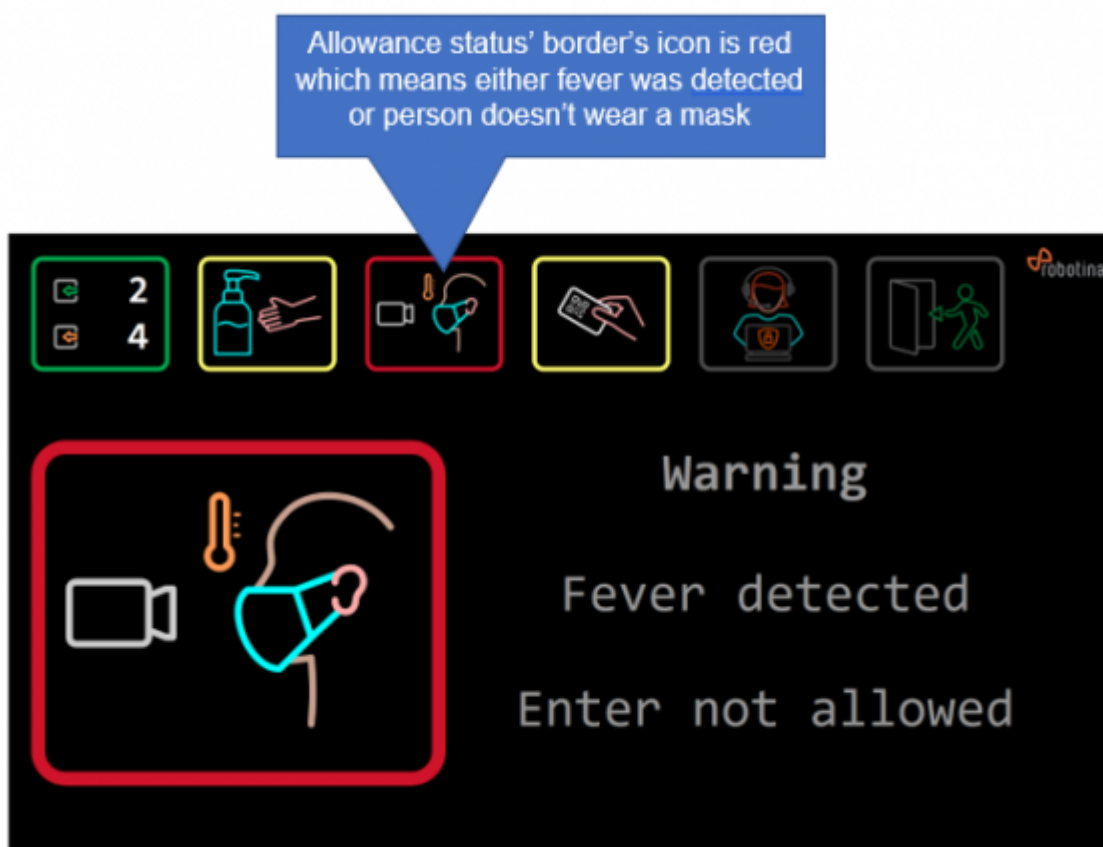 Allowance status’ border’s icon is red
which means either fever was detected
or person doesn’t wear a mask
2
4
robotina
Warning
Fever detected
Enter not allowed